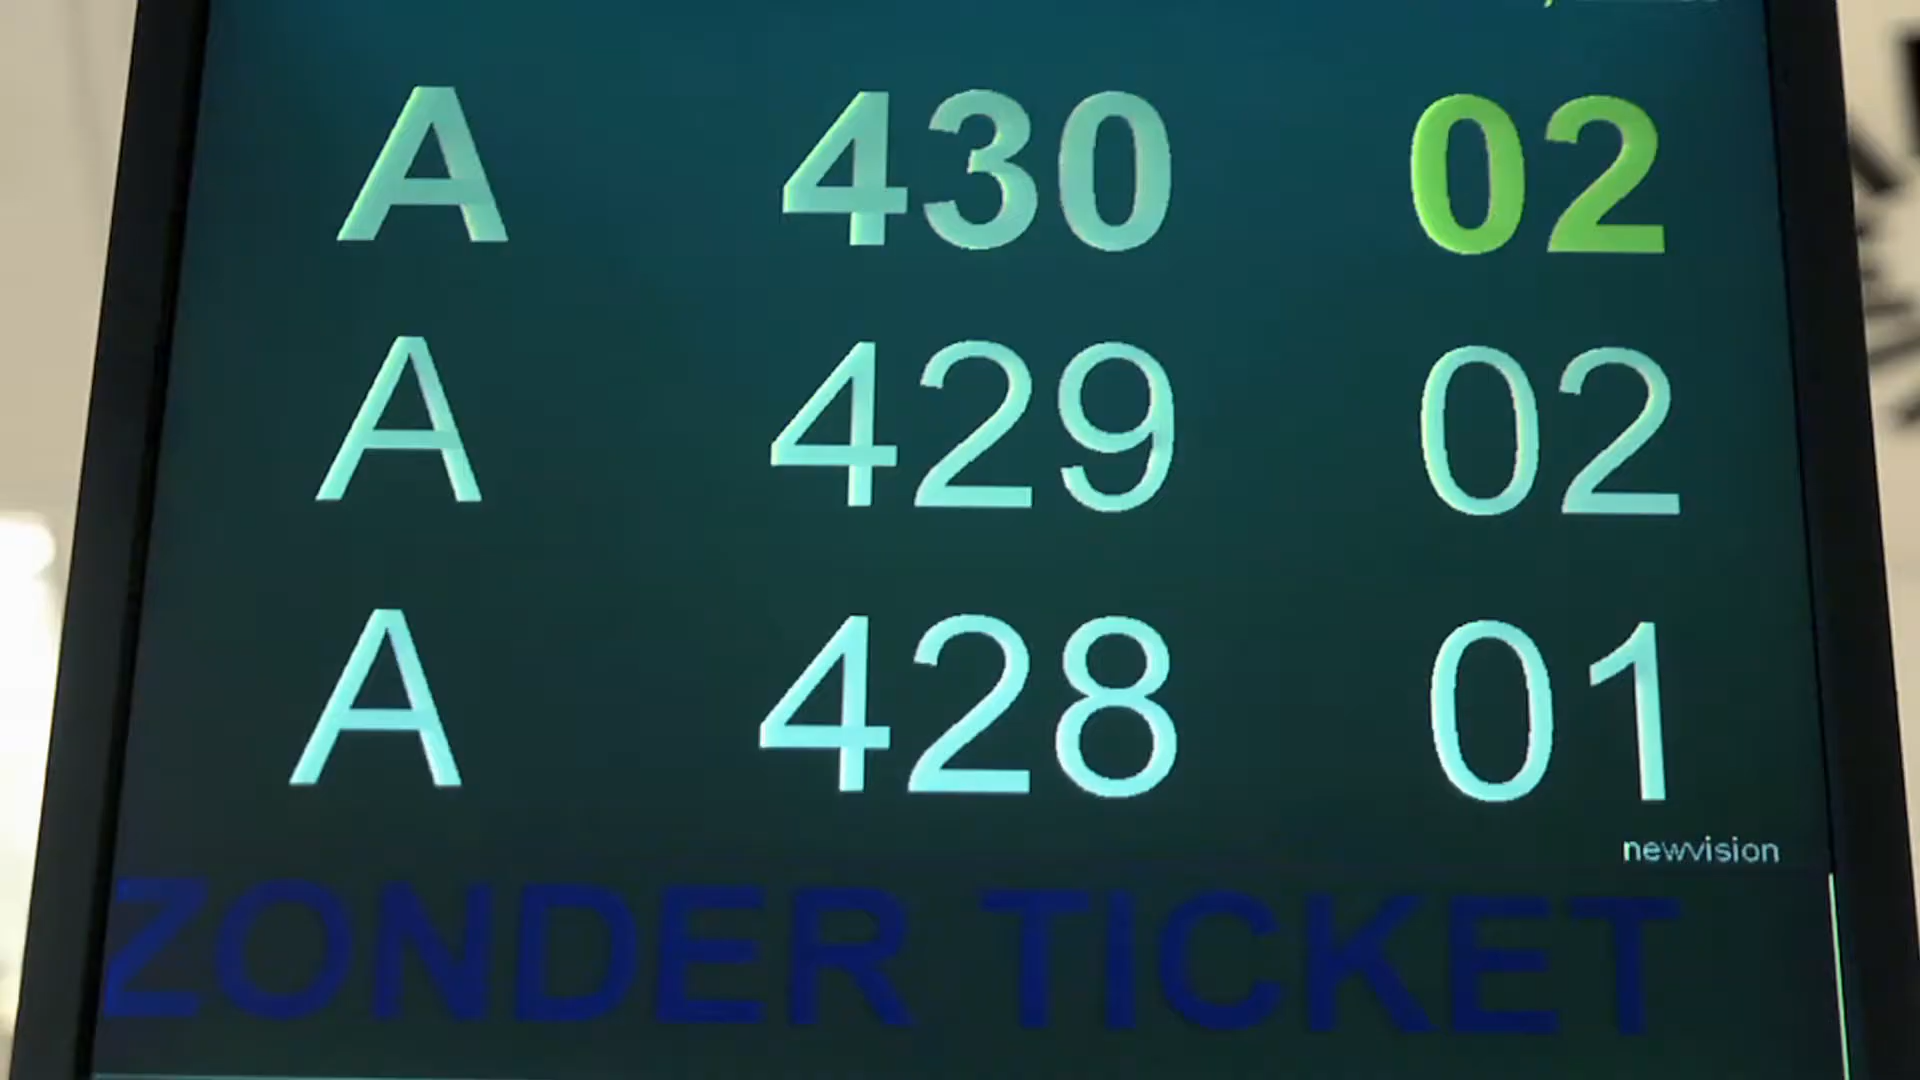 A 430 02
A 429 02
A 428 01
newvision
ZONDER TICKET